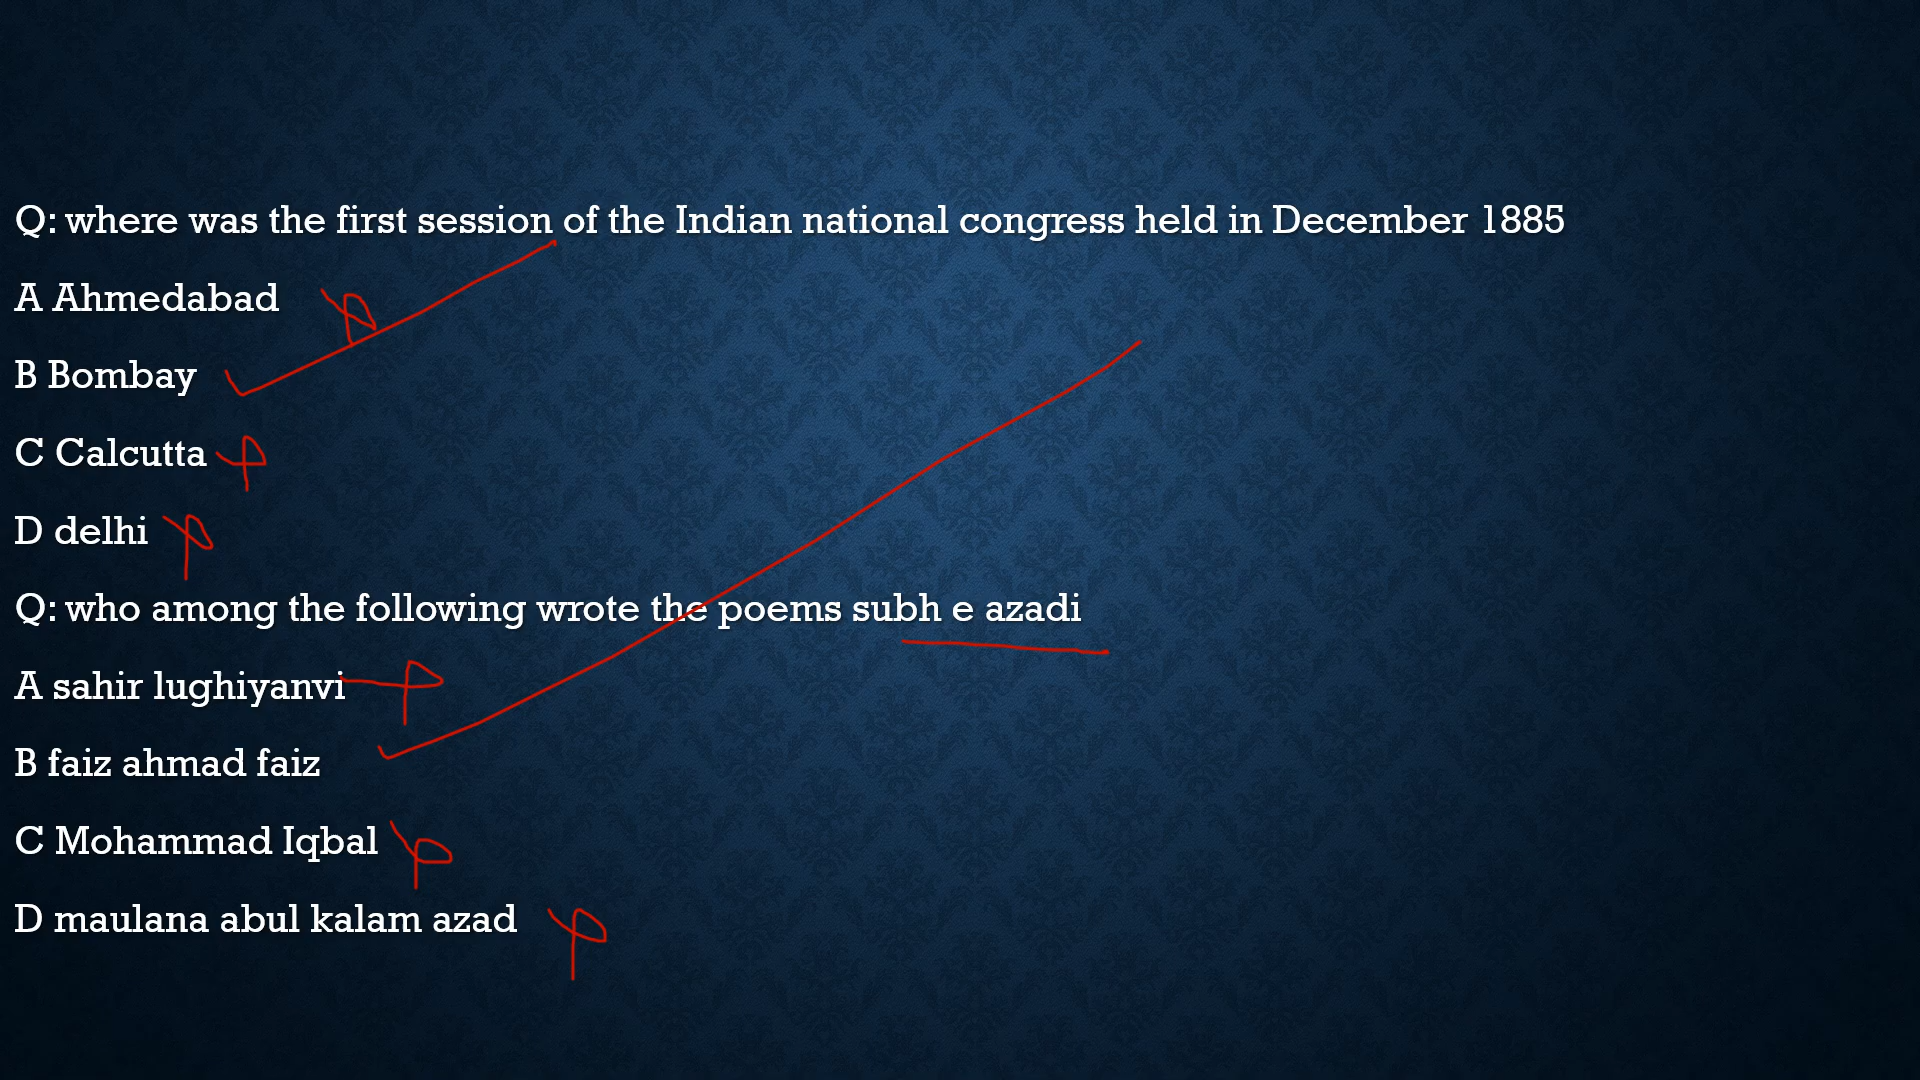 Q: where was the first session of the Indian national congress held in December 1885
A Ahmedabad
B Bombay
C Calcutta
D delhi
Q: who among the following wrote the poems subh e azadi
A sahir lughiyanvi
B faiz ahmad faiz
C Mohammad Iqbal
D maulana abul kalam azad